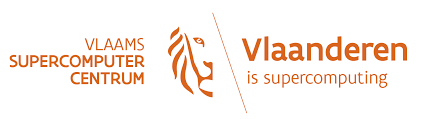 VLAAMS
SUPERCOMPUTER
CENTRUM
Vlaanderen
is supercomputing